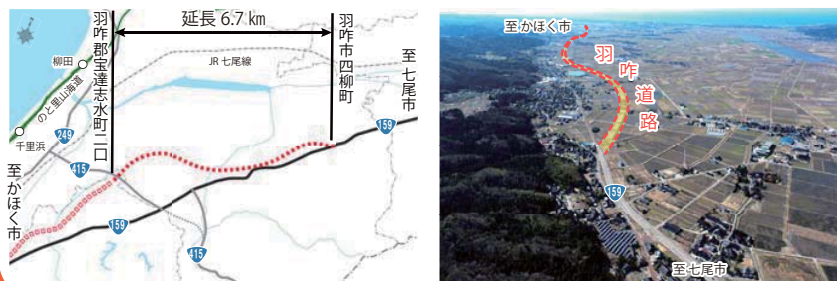 延長 6.7 km
羽咋郡宝達志水町二口
羽咋市四柳町
至七尾市
柳田
JR 七尾線
のと里山海道
249
千里浜
415
159
至かほく市
159
415
至 かほく市
羽咋道路
159
至 七尾市